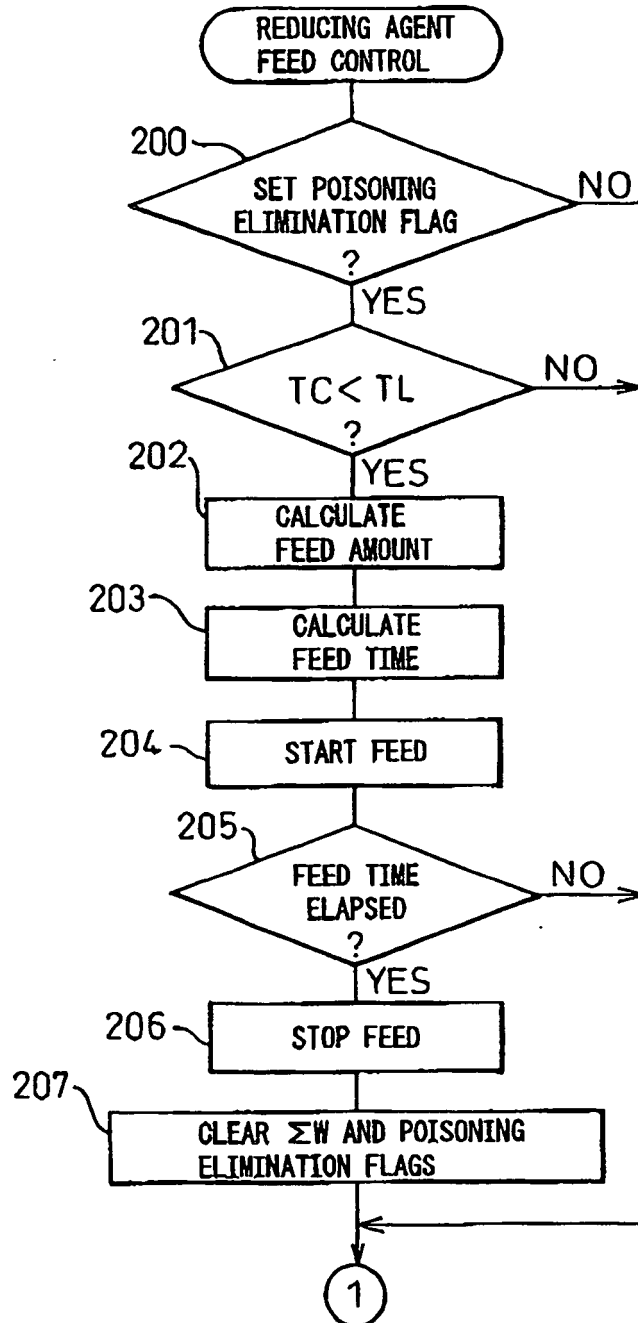 REDUCING AGENT
FEED CONTROL
200
SET POISONING
ELIMINATION FLAG
?
NO
YES
201
TC < TL
?
NO
YES
202
CALCULATE
FEED AMOUNT
203
CALCULATE
FEED TIME
204
START FEED
205
FEED TIME
ELAPSED
?
NO
YES
206
STOP FEED
207
CLEAR ΣW AND POISONING
ELIMINATION FLAGS
1